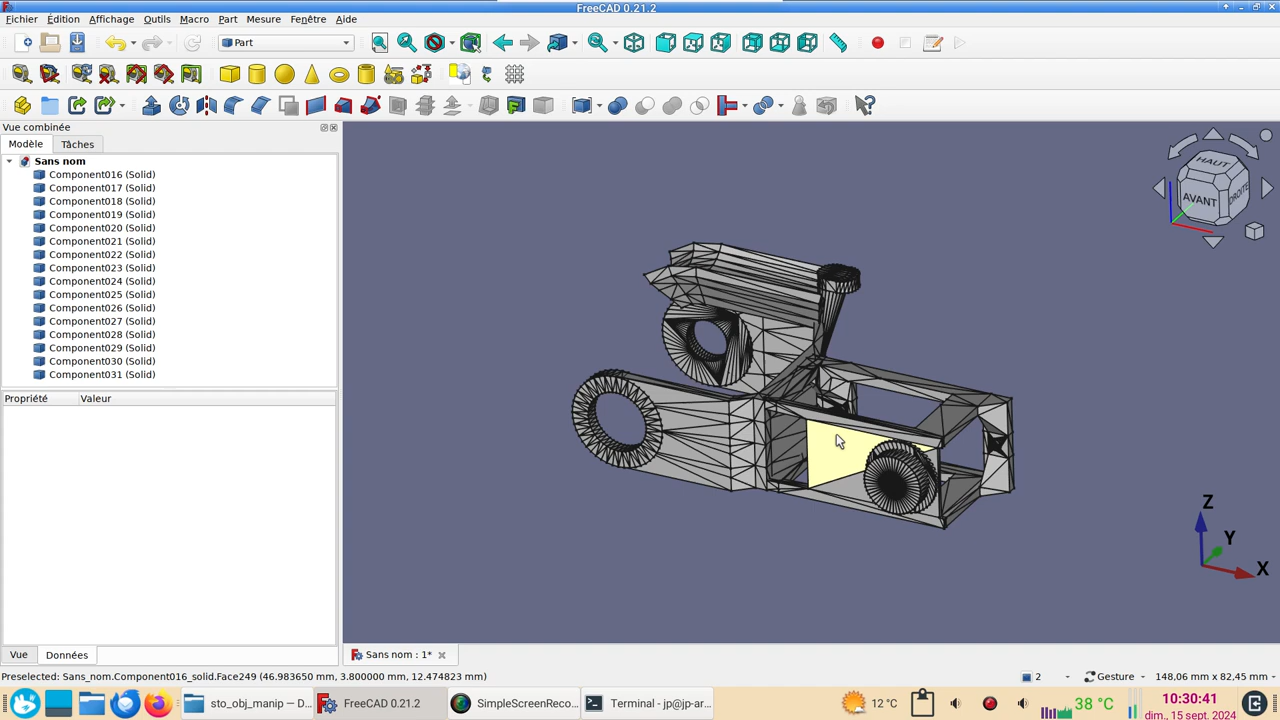 FreeCAD 0.21.2
Fichier Édition Affichage Outils Macro Part Mesure Fenêtre Aide
Part
Vue combinée
Modèle Tâches
Sans nom
Component016 (Solid)
Component017 (Solid)
Component018 (Solid)
Component019 (Solid)
Component020 (Solid)
Component021 (Solid)
Component022 (Solid)
Component023 (Solid)
Component024 (Solid)
Component025 (Solid)
Component026 (Solid)
Component027 (Solid)
Component028 (Solid)
Component029 (Solid)
Component030 (Solid)
Component031 (Solid)
Propriété Valeur
HAUT
AVANT
DROITE
Z
Y
X
Vue Données
Sans nom : 1*
Preselected: Sans_nom.Component016_solid.Face249 (46.983650 mm, 3.800000 mm, 12.474823 mm)
2 Gesture 148.06 mm × 82,45 mm
sto_obj_manip — D...
FreeCAD 0.21.2
SimpleScreenReco...
Terminal - jp@jp-ar...
12 °C
38 °C
10:30:41
dim., 15 sept. 2024